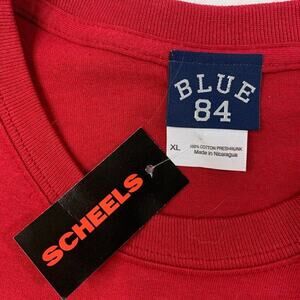 BLUE
84
XL
100% COTTON PRESHRUNK
Made in Nicaragua
SCHEELS